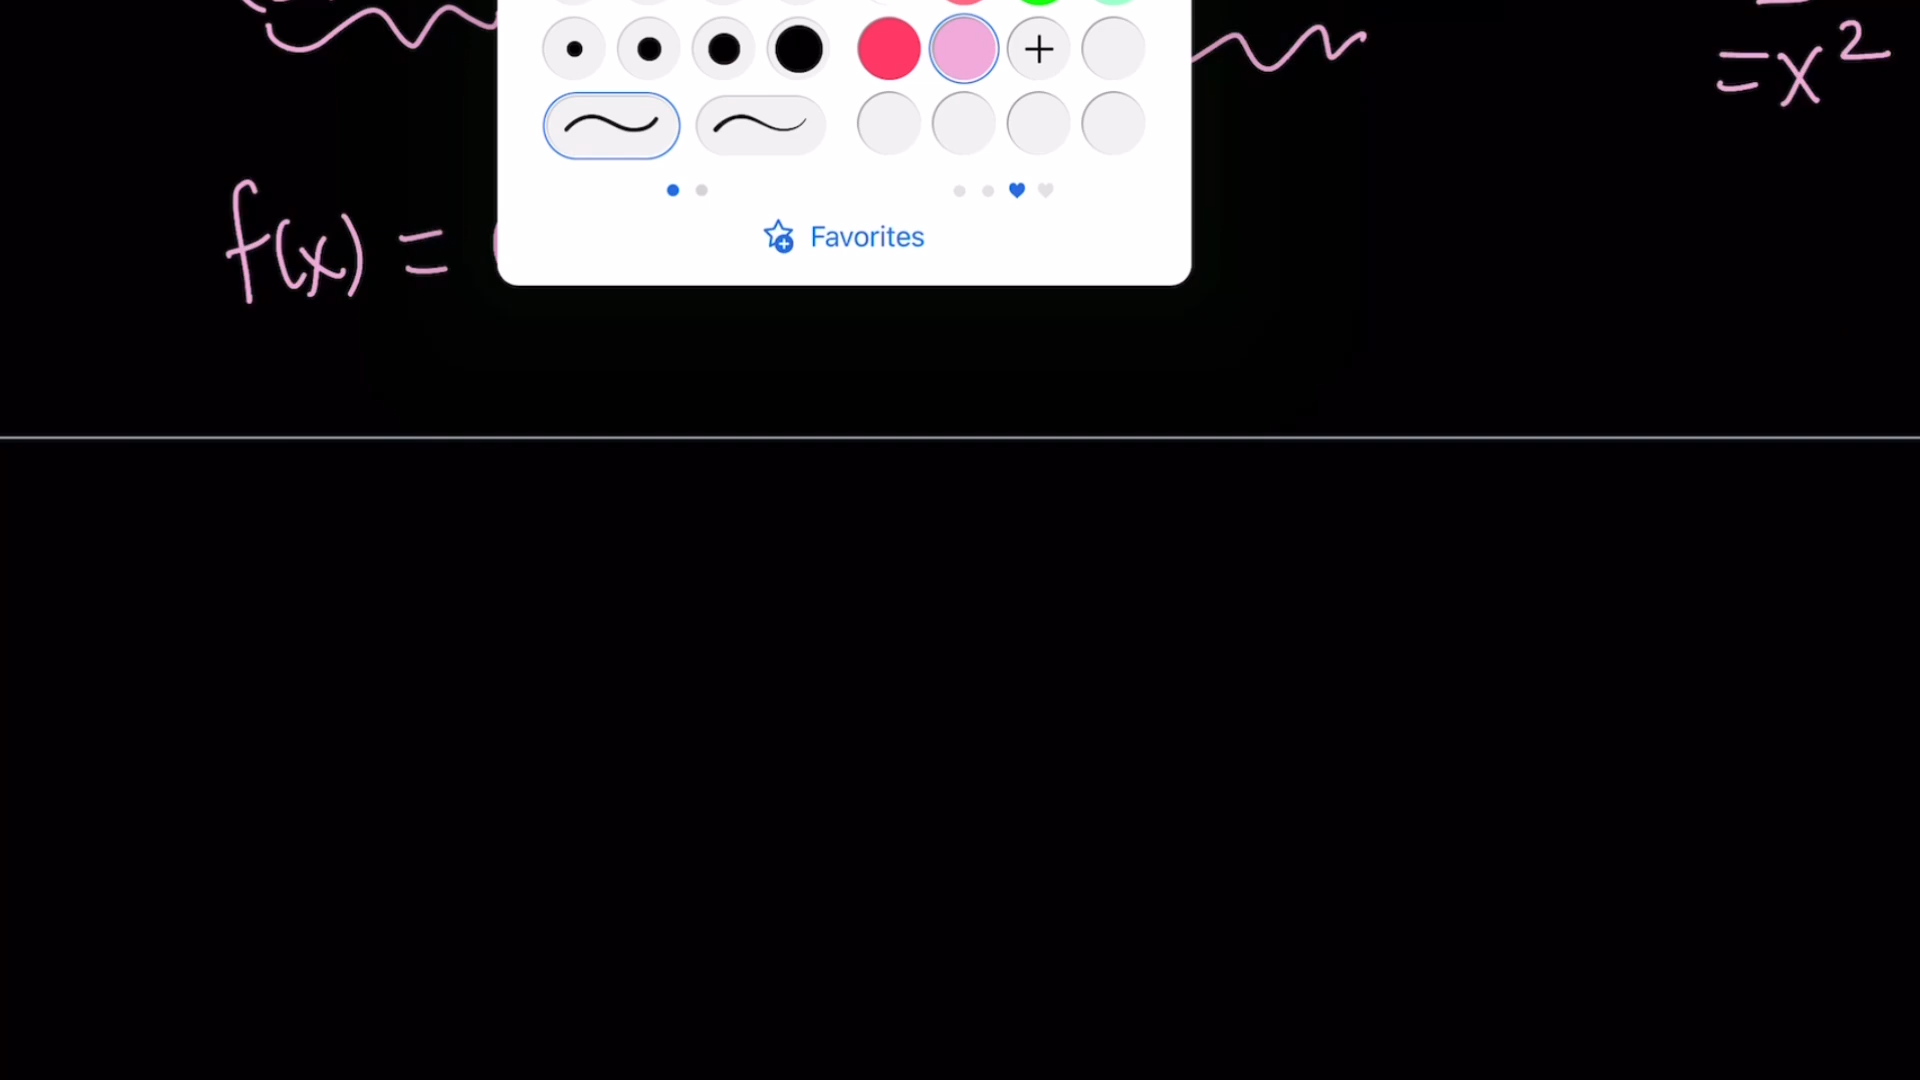 = x²
f(x) =
Favorites